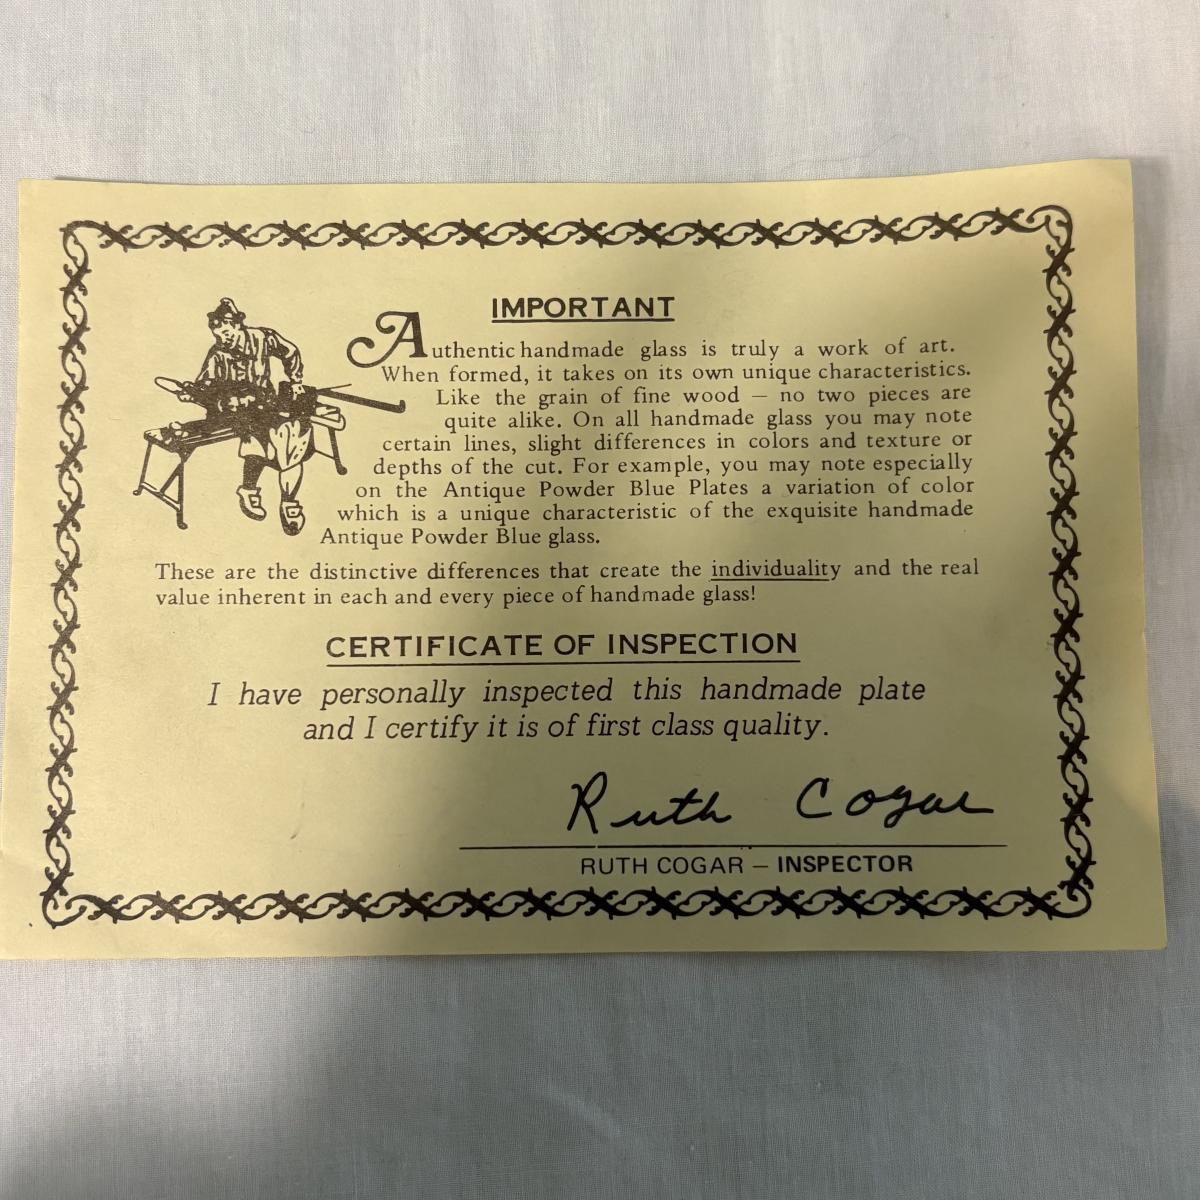 IMPORTANT
Authentic handmade glass is truly a work of art.
When formed, it takes on its own unique characteristics.
Like the grain of fine wood — no two pieces are
quite alike. On all handmade glass you may note
certain lines, slight differences in colors and texture or
depths of the cut. For example, you may note especially
on the Antique Powder Blue Plates a variation of color
which is a unique characteristic of the exquisite handmade
Antique Powder Blue glass.
These are the distinctive differences that create the individuality and the real
value inherent in each and every piece of handmade glass!
CERTIFICATE OF INSPECTION
I have personally inspected this handmade plate
and I certify it is of first class quality.
Ruth Cogar
RUTH COGAR — INSPECTOR